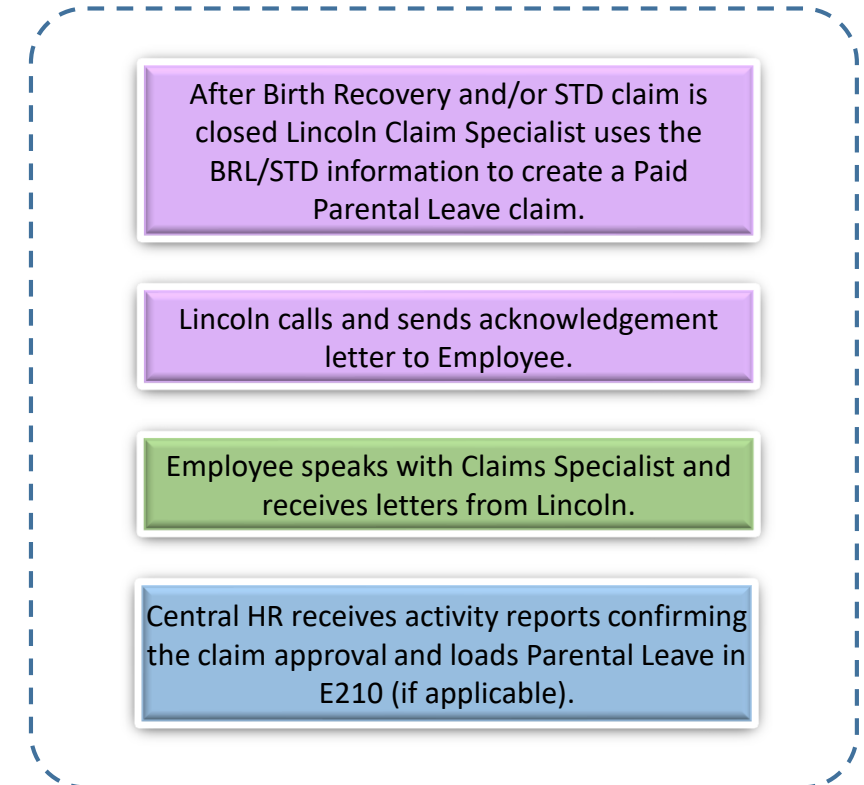 After Birth Recovery and/or STD claim is
closed Lincoln Claim Specialist uses the
BRL/STD information to create a Paid
Parental Leave claim.
Lincoln calls and sends acknowledgement
letter to Employee.
Employee speaks with Claims Specialist and
receives letters from Lincoln.
Central HR receives activity reports confirming
the claim approval and loads Parental Leave in
E210 (if applicable).